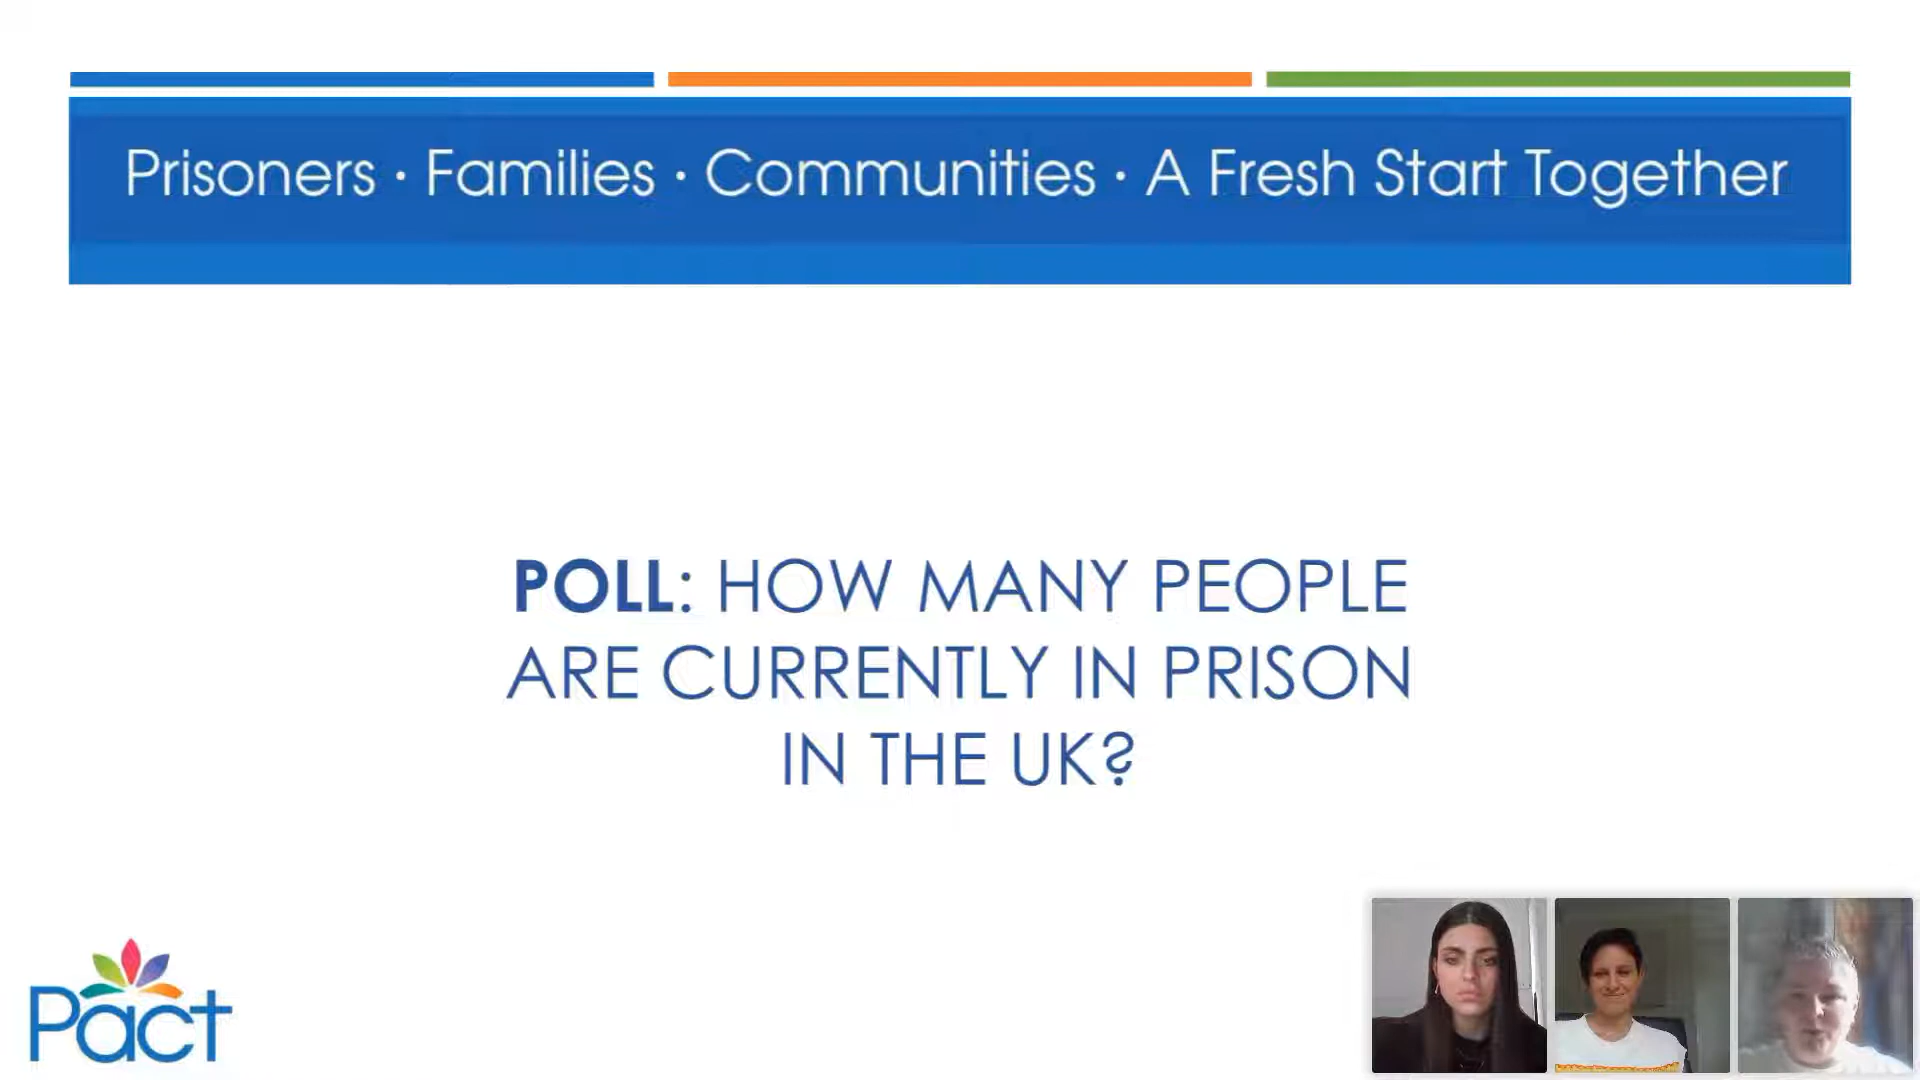 Prisoners · Families · Communities · A Fresh Start Together
POLL: HOW MANY PEOPLE
ARE CURRENTLY IN PRISON
IN THE UK?
Pact